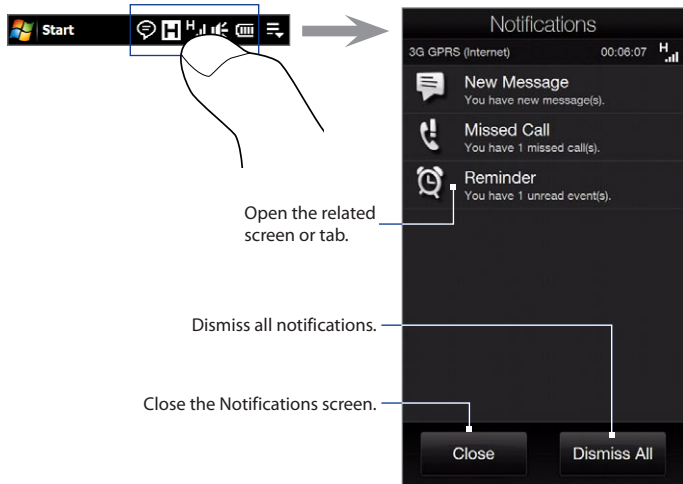 Start
H
H
Notifications
3G GPRS (Internet) 00:06:07 H
New Message
You have new message(s).
Missed Call
You have 1 missed call(s).
Reminder
You have 1 unread event(s).
Open the related
screen or tab.
Dismiss all notifications.
Close the Notifications screen.
Close Dismiss All